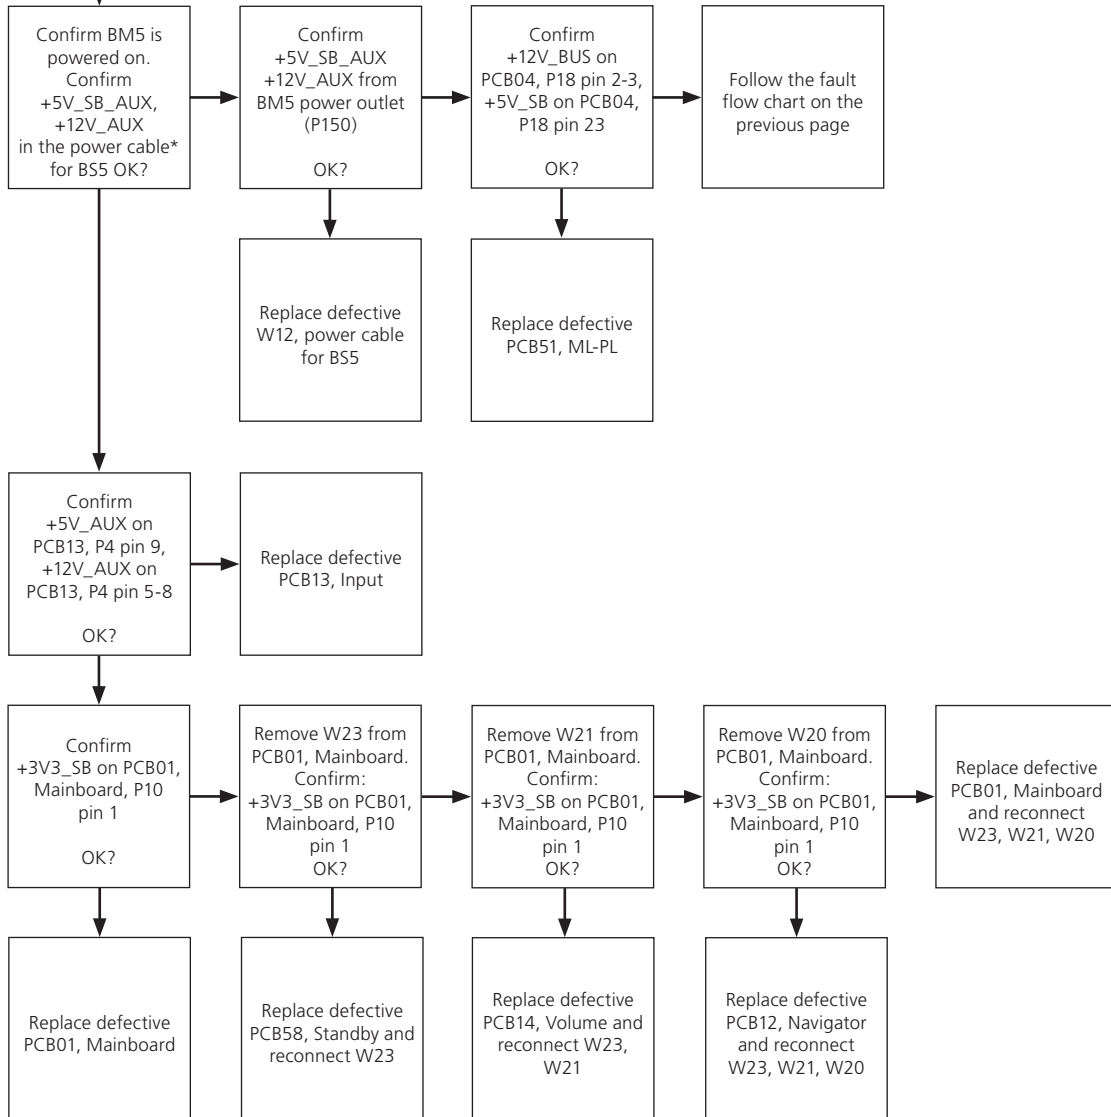 Confirm BM5 is
powered on.
Confirm
+5V_SB_AUX,
+12V_AUX
in the power cable*
for BS5 OK?
Confirm
+5V_SB_AUX
+12V_AUX from
BM5 power outlet
(P150)
OK?
Confirm
+12V_BUS on
PCB04, P18 pin 2-3,
+5V_SB on PCB04,
P18 pin 23
OK?
Follow the fault
flow chart on the
previous page
Replace defective
W12, power cable
for BS5
Replace defective
PCB51, ML-PL
Confirm
+5V_AUX on
PCB13, P4 pin 9,
+12V_AUX on
PCB13, P4 pin 5-8
OK?
Replace defective
PCB13, Input
Confirm
+3V3_SB on PCB01,
Mainboard, P10
pin 1
OK?
Remove W23 from
PCB01, Mainboard.
Confirm:
+3V3_SB on PCB01,
Mainboard, P10
pin 1
OK?
Remove W21 from
PCB01, Mainboard.
Confirm:
+3V3_SB on PCB01,
Mainboard, P10
pin 1
OK?
Remove W20 from
PCB01, Mainboard.
Confirm:
+3V3_SB on PCB01,
Mainboard, P10
pin 1
OK?
Replace defective
PCB01, Mainboard
and reconnect
W23, W21, W20
Replace defective
PCB01, Mainboard
Replace defective
PCB58, Standby and
reconnect W23
Replace defective
PCB14, Volume and
reconnect W23,
W21
Replace defective
PCB12, Navigator
and reconnect
W23, W21, W20